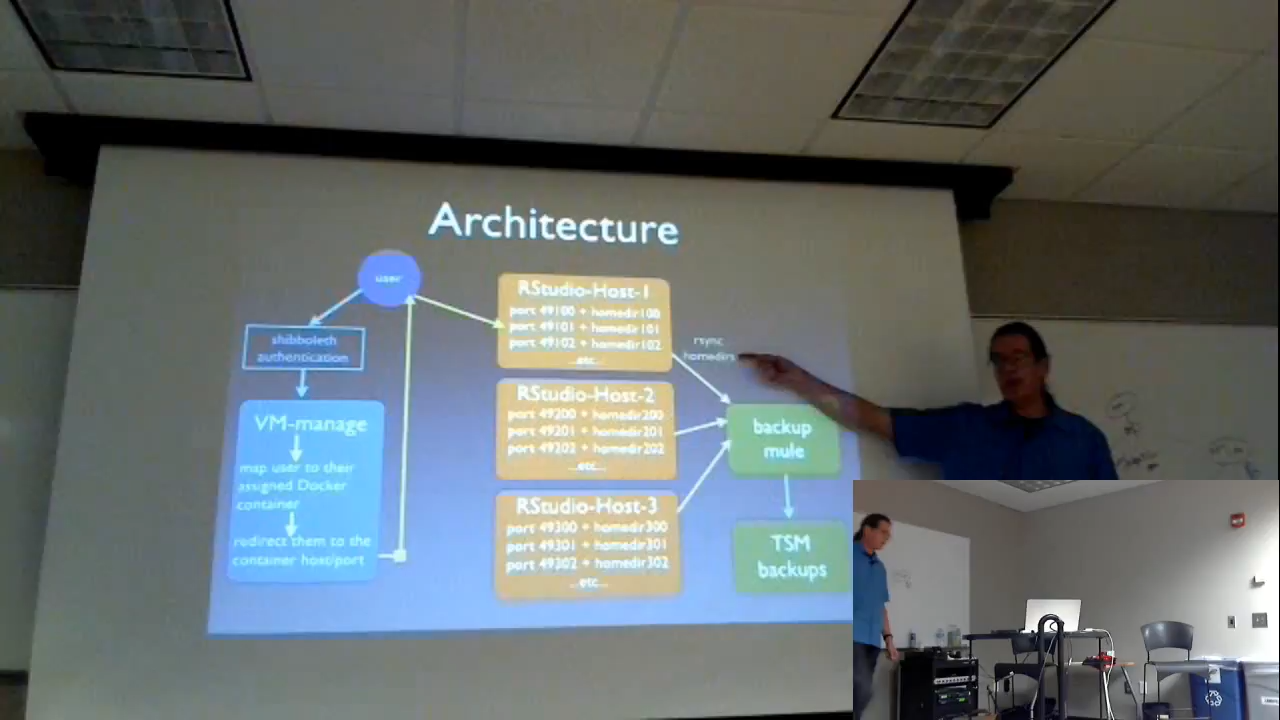 Architecture
user
shibboleth
authentication
VM-manage
map user to their
assigned Docker
container
redirect them to the
container host/port
RStudio-Host-1
port 49100 + homedir100
port 49101 + homedir101
port 49102 + homedir102
...etc...
RStudio-Host-2
port 49200 + homedir200
port 49201 + homedir201
port 49202 + homedir202
...etc...
RStudio-Host-3
port 49300 + homedir300
port 49301 + homedir301
port 49302 + homedir302
...etc...
rsync
homedirs
backup
mule
TSM
backups